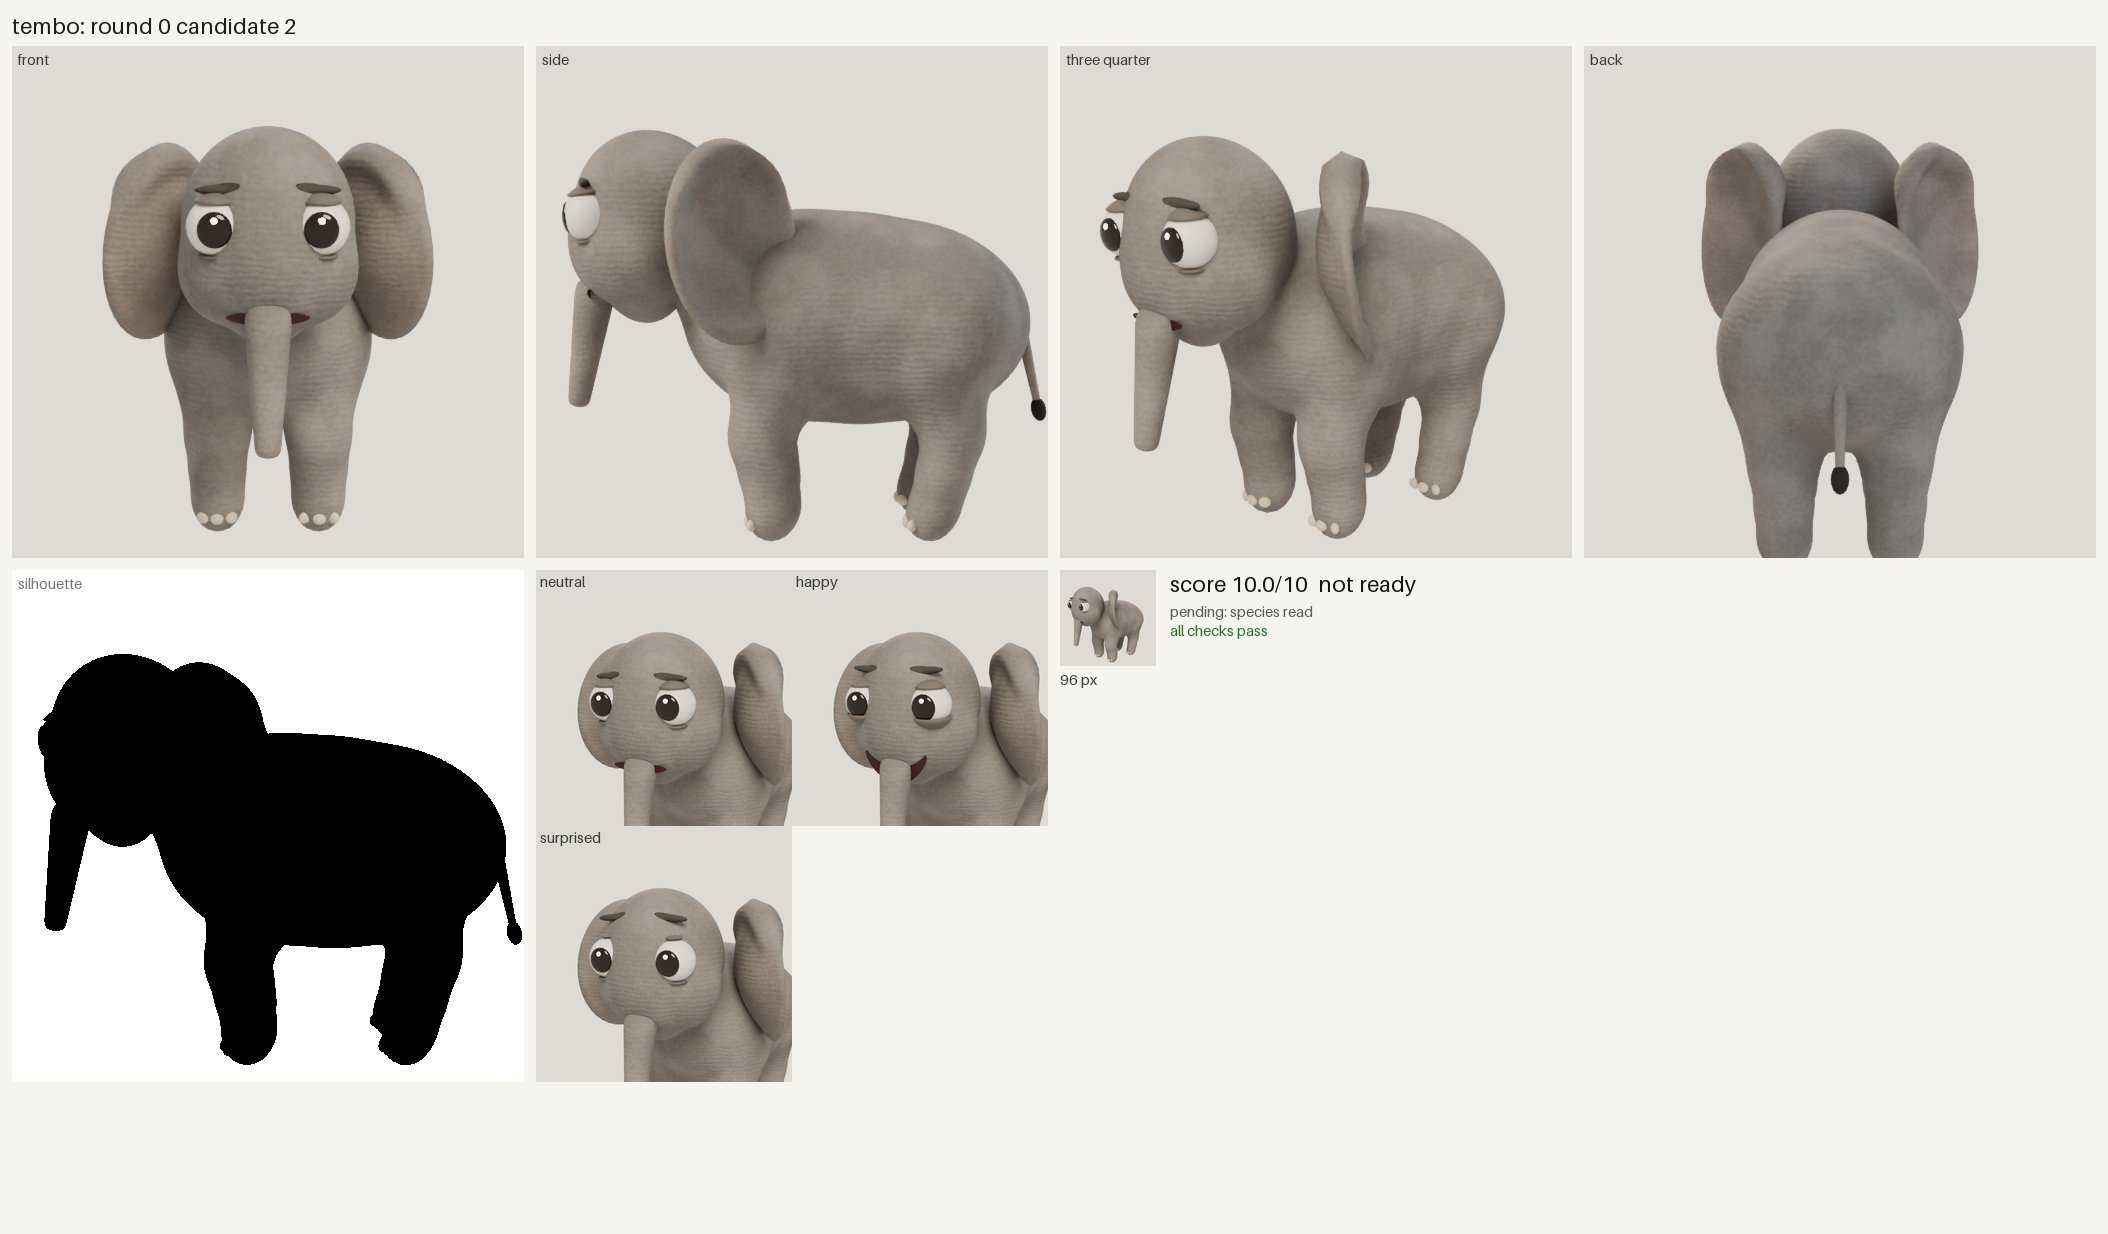 tembo: round 0 candidate 2
front
side
three quarter
back
silhouette
neutral
happy
surprised
96 px
score 10.0/10 not ready
pending: species read
all checks pass